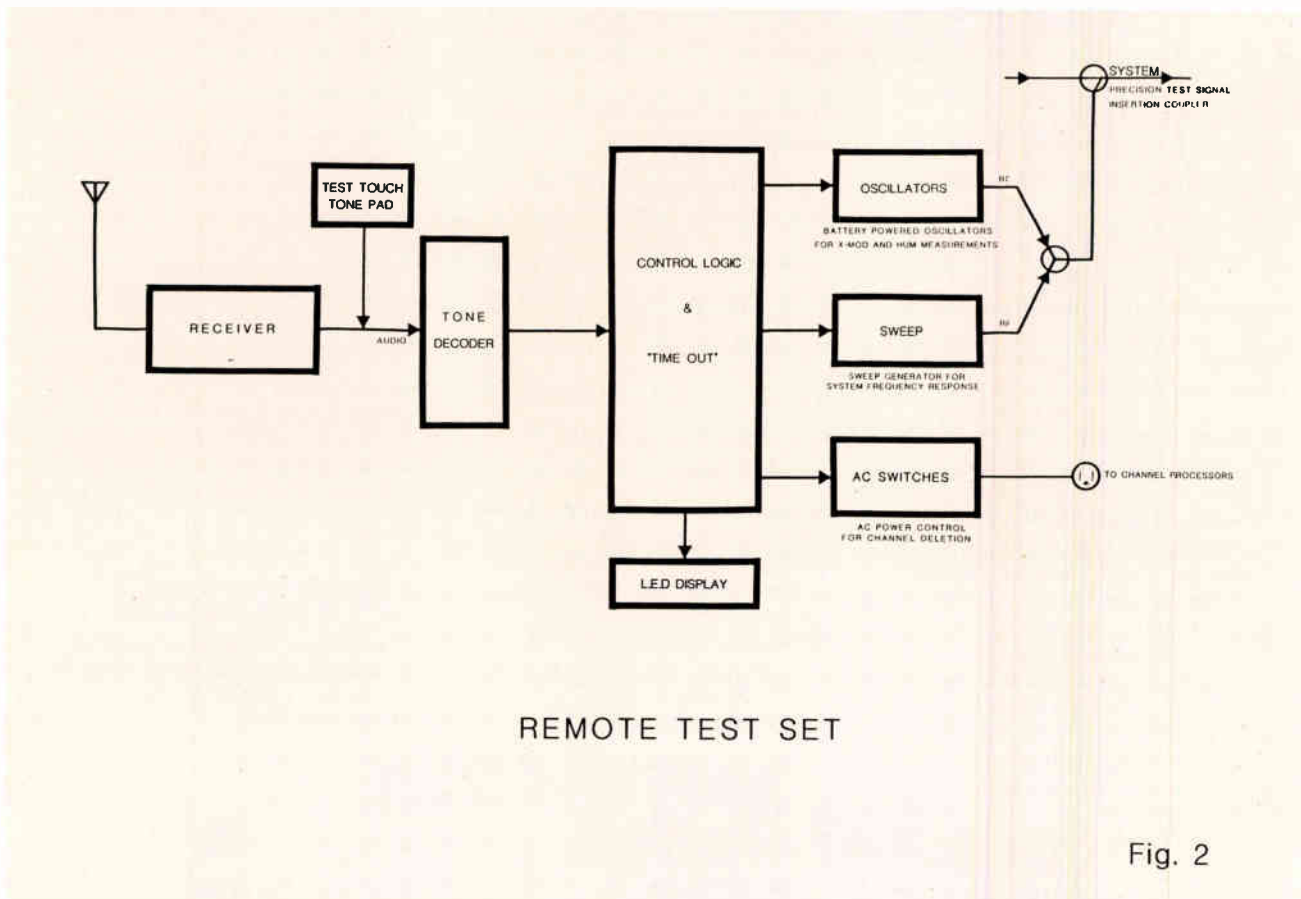 SYSTEM
PRECISION TEST SIGNAL
INSERTION COUPLER
TEST TOUCH
TONE PAD
RECEIVER
AUDIO
TONE
DECODER
CONTROL LOGIC
&
"TIME OUT"
OSCILLATORS
BATTERY POWERED OSCILLATORS
FOR X-MOD AND HUM MEASUREMENTS
SWEEP
SWEEP GENERATOR FOR
SYSTEM FREQUENCY RESPONSE
AC SWITCHES
AC POWER CONTROL
FOR CHANNEL DELETION
TO CHANNEL PROCESSORS
L.E.D DISPLAY
REMOTE TEST SET
Fig. 2